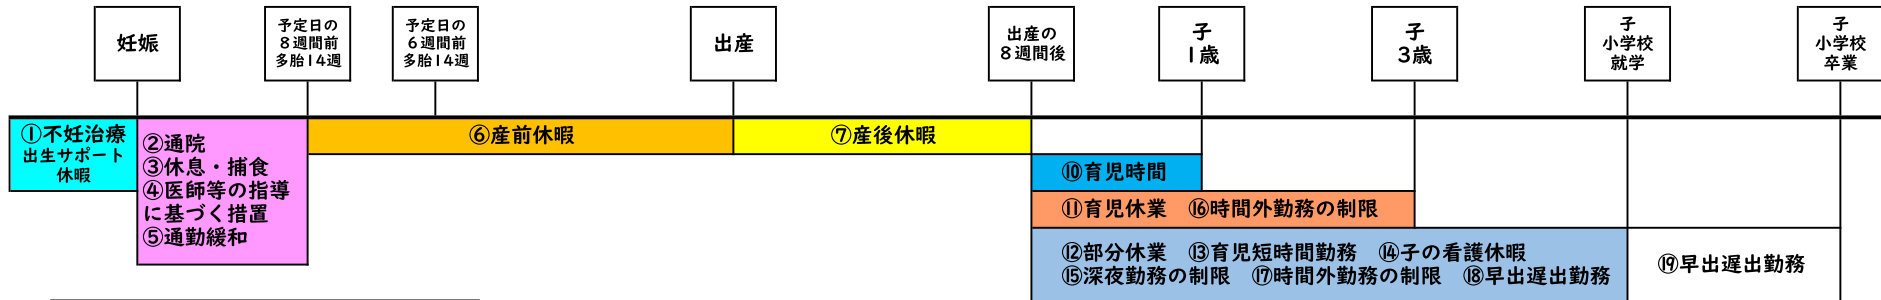 妊娠
予定日の
8週間前
多胎14週
予定日の
6週間前
多胎14週
出産
出産の
8週間後
子
1歳
子
3歳
子
小学校
就学
子
小学校
卒業
①不妊治療
出生サポート
休暇
②通院
③休息・捕食
④医師等の指導
に基づく措置
⑤通勤緩和
⑥産前休暇
⑦産後休暇
⑩育児時間
⑪育児休業 ⑯時間外勤務の制限
⑫部分休業 ⑬育児短時間勤務 ⑭子の看護休暇
⑮深夜勤務の制限 ⑰時間外勤務の制限 ⑱早出遅出勤務
⑲早出遅出勤務